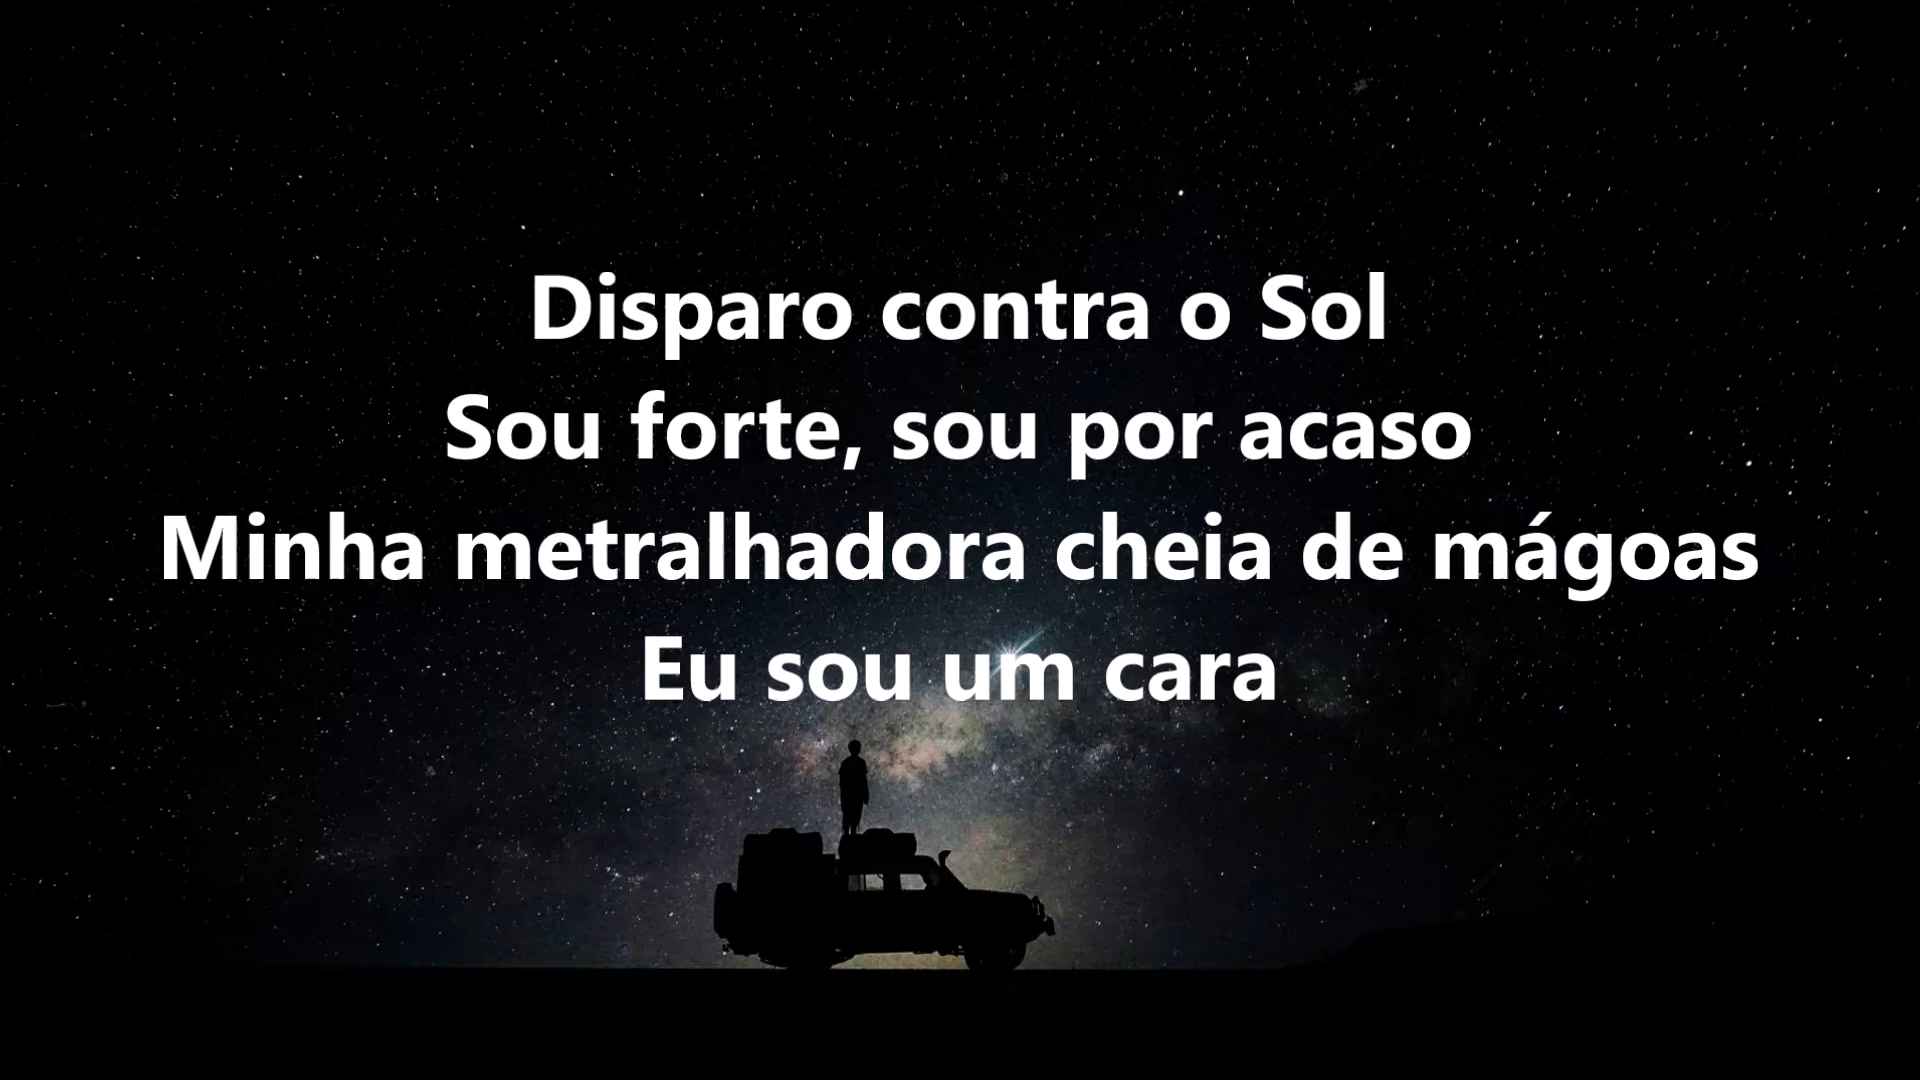 Disparo contra o Sol
Sou forte, sou por acaso
Minha metralhadora cheia de mágoas
Eu sou um cara